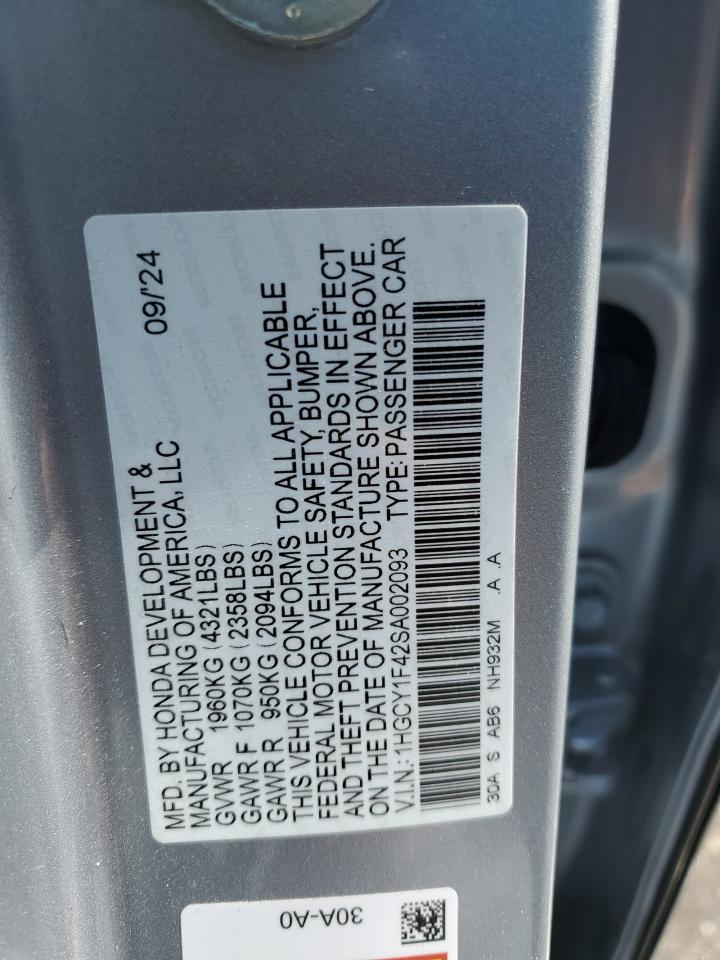 MFD. BY HONDA DEVELOPMENT & 09/'24
MANUFACTURING OF AMERICA, LLC
GVWR 1960KG (4321LBS)
GAWR F 1070KG (2358LBS)
GAWR R 950KG (2094LBS)
THIS VEHICLE CONFORMS TO ALL APPLICABLE
FEDERAL MOTOR VEHICLE SAFETY, BUMPER,
AND THEFT PREVENTION STANDARDS IN EFFECT
ON THE DATE OF MANUFACTURE SHOWN ABOVE.
V.I.N.: 1HGCY1F42SA002093 TYPE: PASSENGER CAR
30A S AB6 NH932M .A .A
30A-A0